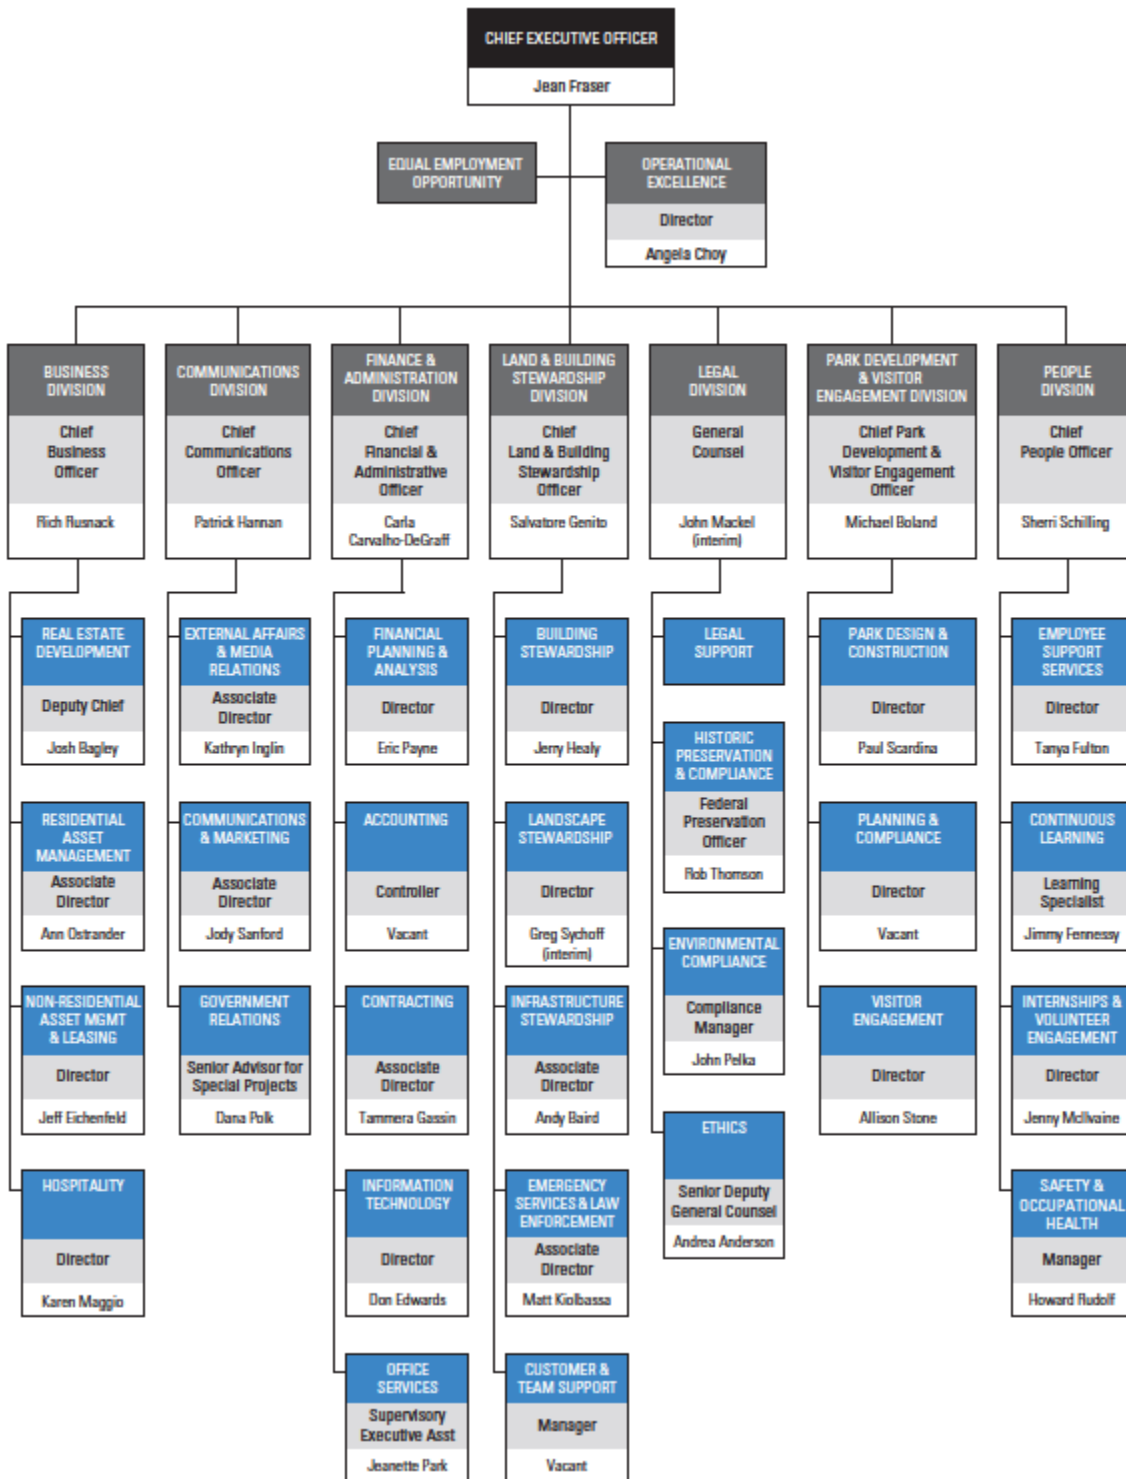 CHIEF EXECUTIVE OFFICER
Jean Fraser
EQUAL EMPLOYMENT
OPPORTUNITY
OPERATIONAL
EXCELLENCE
Director
Angela Choy
BUSINESS
DIVISION
Chief
Business
Officer
Rich Rusnack
COMMUNICATIONS
DIVISION
Chief
Communications
Officer
Patrick Hannan
FINANCE &
ADMINISTRATION
DIVISION
Chief
Financial &
Administrative
Officer
Carla
Carvalho-DeGraff
LAND & BUILDING
STEWARDSHIP
DIVISION
Chief
Land & Building
Stewardship
Officer
Salvatore Genito
LEGAL
DIVISION
General
Counsel
John Mackel
(interim)
PARK DEVELOPMENT
& VISITOR
ENGAGEMENT DIVISION
Chief Park
Development &
Visitor Engagement
Officer
Michael Boland
PEOPLE
DIVSION
Chief
People Officer
Sherri Schilling
REAL ESTATE
DEVELOPMENT
Deputy Chief
Josh Bagley
RESIDENTIAL
ASSET
MANAGEMENT
Associate
Director
Ann Ostrander
NON-RESIDENTIAL
ASSET MGMT
& LEASING
Director
Jeff Eichenfeld
HOSPITALITY
Director
Karen Maggio
EXTERNAL AFFAIRS
& MEDIA
RELATIONS
Associate
Director
Kathryn Inglin
COMMUNICATIONS
& MARKETING
Associate
Director
Jody Sanford
GOVERNMENT
RELATIONS
Senior Advisor for
Special Projects
Dana Polk
FINANCIAL
PLANNING &
ANALYSIS
Director
Eric Payne
ACCOUNTING
Controller
Vacant
CONTRACTING
Associate
Director
Tammera Gassin
INFORMATION
TECHNOLOGY
Director
Don Edwards
OFFICE
SERVICES
Supervisory
Executive Asst
Jeanette Park
BUILDING
STEWARDSHIP
Director
Jerry Healy
LANDSCAPE
STEWARDSHIP
Director
Greg Sychoff
(interim)
INFRASTRUCTURE
STEWARDSHIP
Associate
Director
Andy Baird
EMERGENCY
SERVICES & LAW
ENFORCEMENT
Associate
Director
Matt Kiolbassa
CUSTOMER &
TEAM SUPPORT
Manager
Vacant
LEGAL
SUPPORT
HISTORIC
PRESERVATION
& COMPLIANCE
Federal
Preservation
Officer
Rob Thomson
ENVIRONMENTAL
COMPLIANCE
Compliance
Manager
John Pelka
ETHICS
Senior Deputy
General Counsel
Andrea Anderson
PARK DESIGN &
CONSTRUCTION
Director
Paul Scardina
PLANNING &
COMPLIANCE
Director
Vacant
VISITOR
ENGAGEMENT
Director
Allison Stone
EMPLOYEE
SUPPORT
SERVICES
Director
Tanya Fulton
CONTINUOUS
LEARNING
Learning
Specialist
Jimmy Fennessy
INTERNSHIPS &
VOLUNTEER
ENGAGEMENT
Director
Jenny McIlvaine
SAFETY &
OCCUPATIONAL
HEALTH
Manager
Howard Rudolf